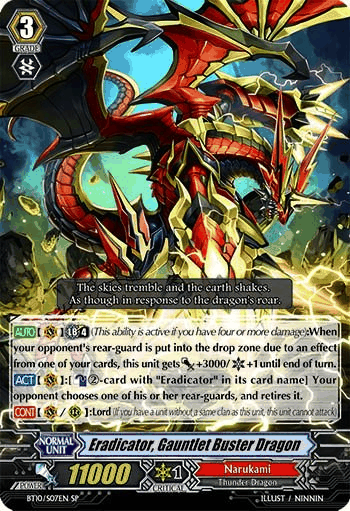 3
GRADE
The skies tremble and the earth shakes.
As though in response to the dragon's roar.
AUTO [ ] LB 4 (This ability is active if you have four or more damage):When
your opponent's rear-guard is put into the drop zone due to an effect
from one of your cards, this unit gets +3000/ +1 until end of turn.
ACT [ ]:[ ②-card with "Eradicator" in its card name] Your
opponent chooses one of his or her rear-guards, and retires it.
CONT [ / ]:Lord (If you have a unit without a same clan as this unit, this unit cannot attack)
NORMAL
UNIT
Eradicator, Gauntlet Buster Dragon
POWER
11000
1
CRITICAL
Narukami
Thunder Dragon
BT10/S07EN SP
ILLUST / NINNIN